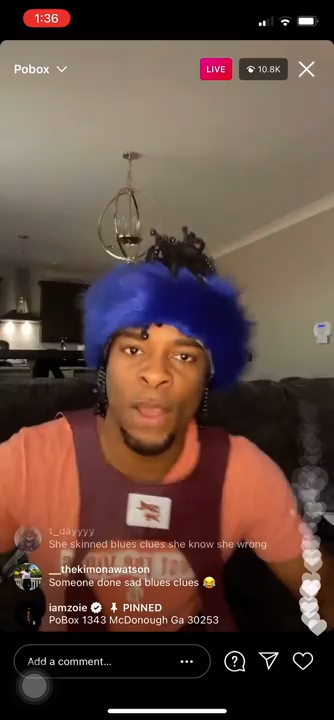 1:36
Pobox
LIVE
10.8K
t_dayyyy
She skinned blues clues she know she wrong
__thekimonawatson
Someone done sad blues clues 😂
iamzoie PINNED
PoBox 1343 McDonough Ga 30253
Add a comment...